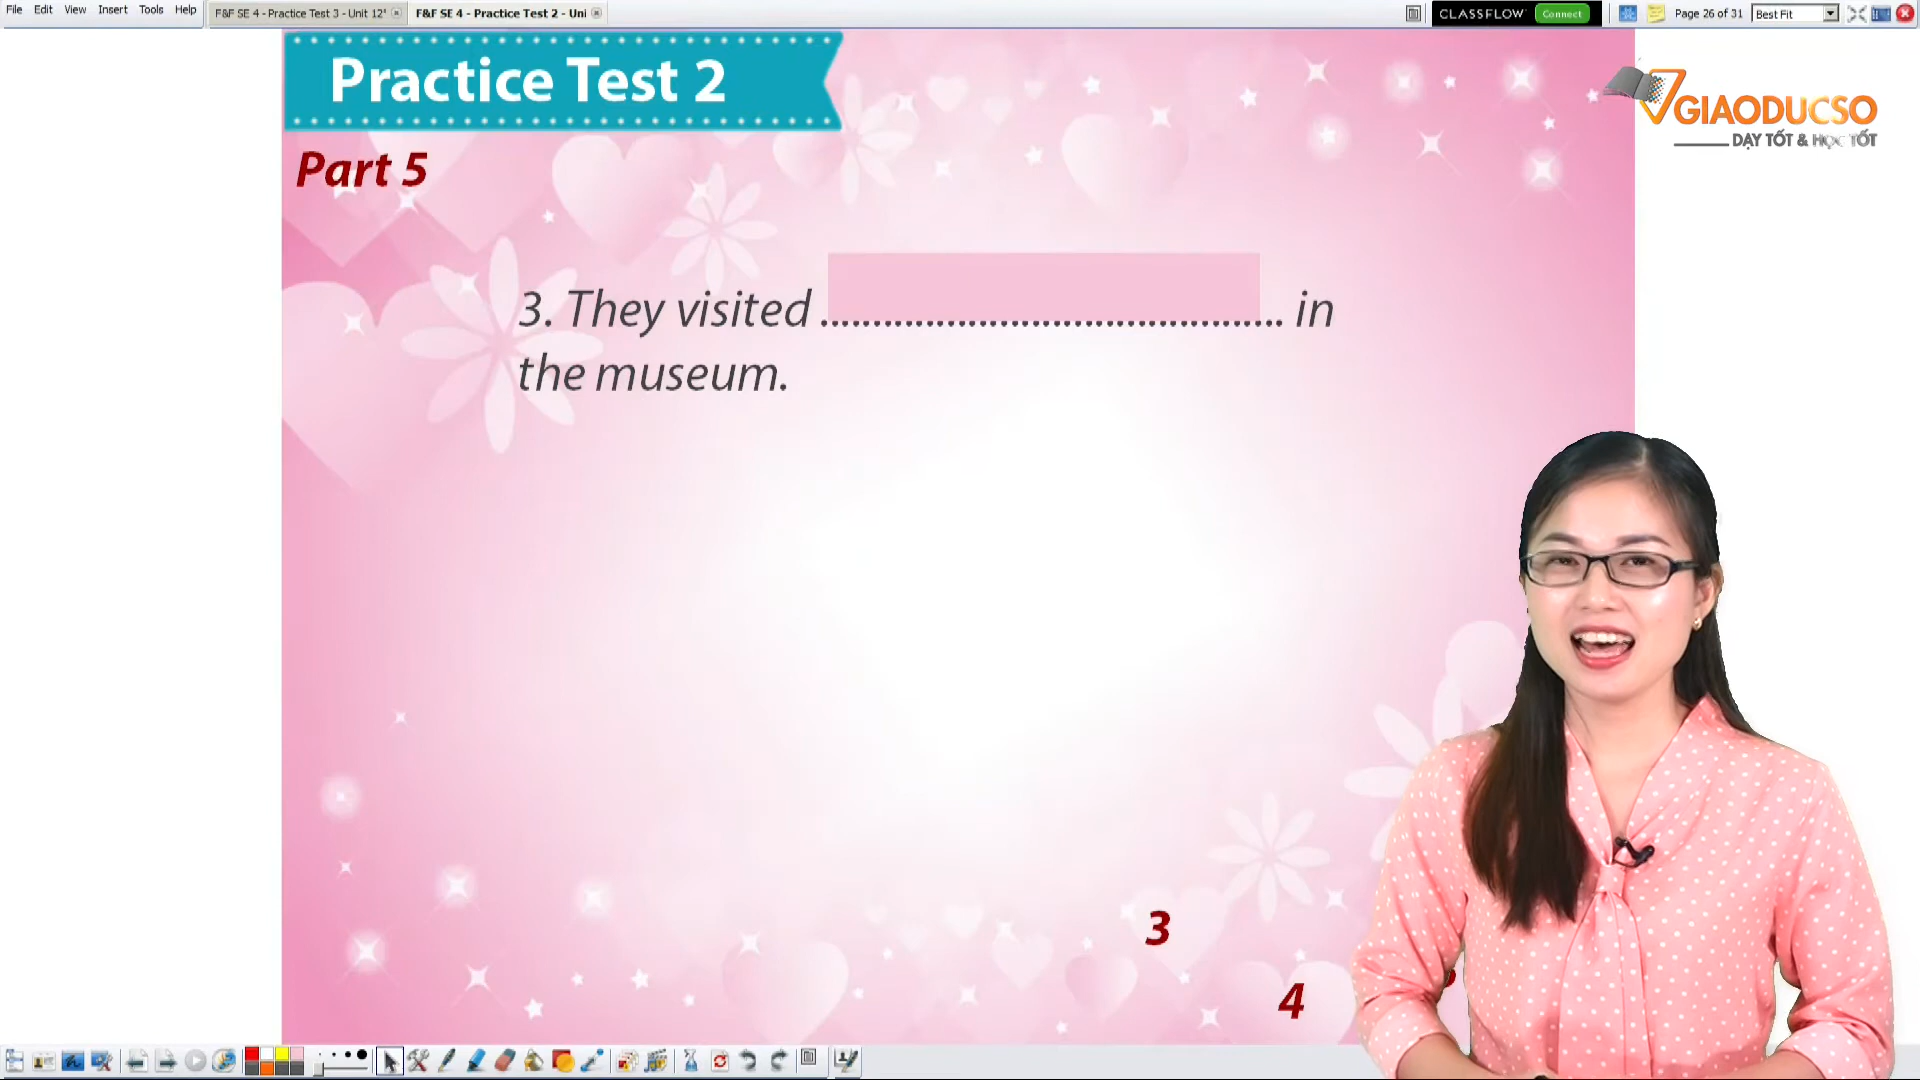 File Edit View Insert Tools Help
F&F SE 4 - Practice Test 3 - Unit 12*
F&F SE 4 - Practice Test 2 - Uni
CLASSFLOW Connect
Page 26 of 31
Best Fit
Practice Test 2
GIAODUCSO
DẠY TỐT & HỌC TỐT
Part 5
3. They visited ............................................ in
the museum.
3
4